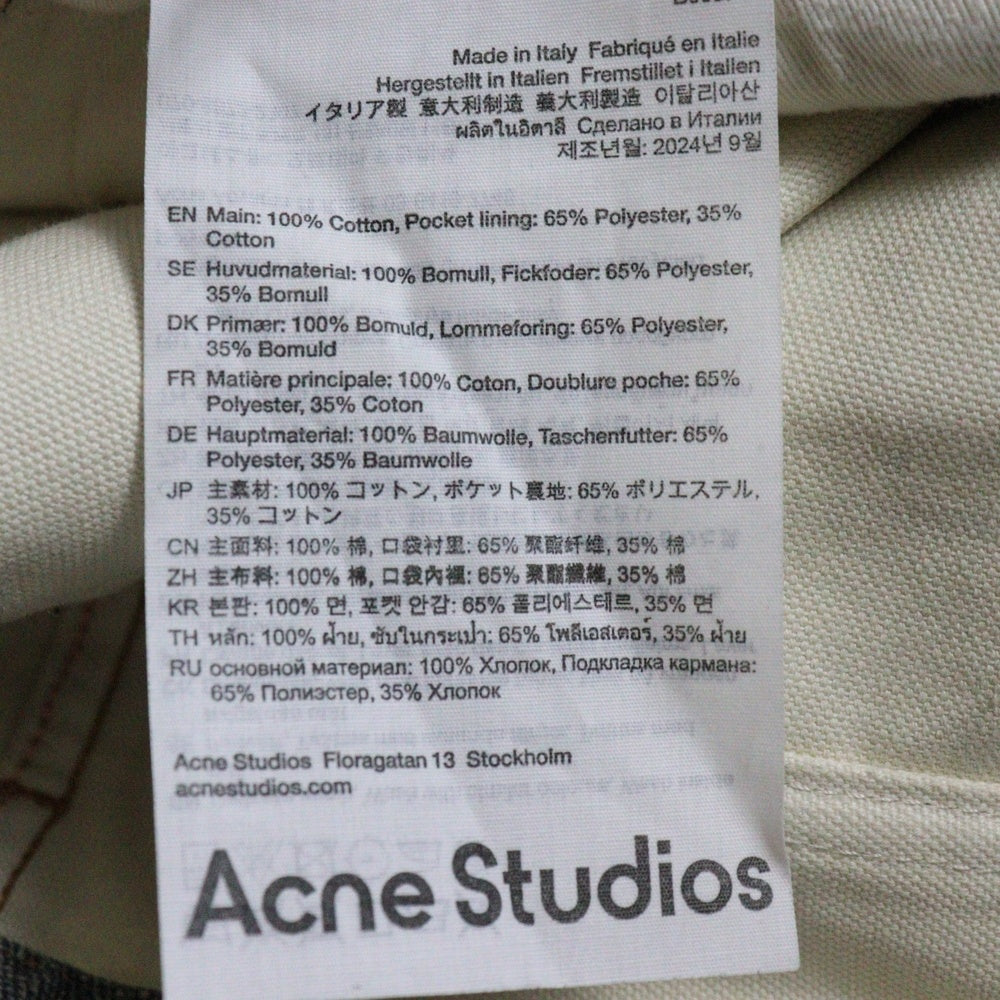 Made in Italy Fabriqué en Italie
Hergestellt in Italien Fremstillet i Italien
イタリア製 意大利制造 義大利製造 이탈리아산
ผลิตในอิตาลี Сделано в Италии
제조년월: 2024년 9월
EN Main: 100% Cotton, Pocket lining: 65% Polyester, 35%
Cotton
SE Huvudmaterial: 100% Bomull, Fickfoder: 65% Polyester,
35% Bomull
DK Primær: 100% Bomuld, Lommeforing: 65% Polyester,
35% Bomuld
FR Matière principale: 100% Coton, Doublure poche: 65%
Polyester, 35% Coton
DE Hauptmaterial: 100% Baumwolle, Taschenfutter: 65%
Polyester, 35% Baumwolle
JP 主素材: 100% コットン, ポケット裏地: 65% ポリエステル,
35% コットン
CN 主面料: 100% 棉, 口袋衬里: 65% 聚酯纤维, 35% 棉
ZH 主布料: 100% 棉, 口袋內裡: 65% 聚酯纖維, 35% 棉
KR 본판: 100% 면, 포켓 안감: 65% 폴리에스테르, 35% 면
TH หลัก: 100% ฝ้าย, ซับในกระเป๋า: 65% โพลีเอสเตอร์, 35% ฝ้าย
RU основной материал: 100% Хлопок, Подкладка кармана:
65% Полиэстер, 35% Хлопок
Acne Studios Floragatan 13 Stockholm
acnestudios.com
Acne Studios